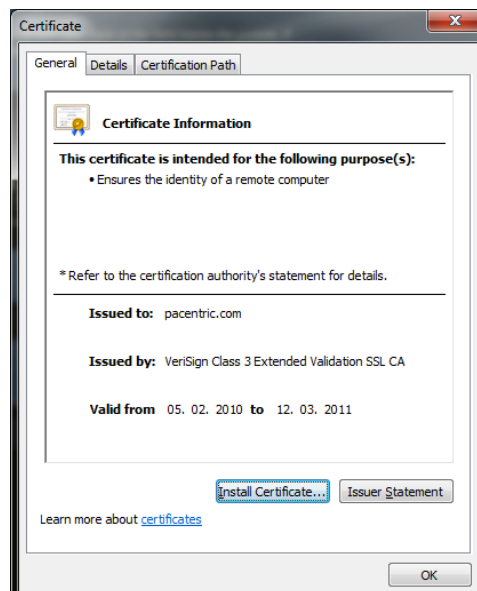 Certificate
General Details Certification Path
Certificate Information
This certificate is intended for the following purpose(s):
• Ensures the identity of a remote computer
* Refer to the certification authority's statement for details.
Issued to: pacentric.com
Issued by: VeriSign Class 3 Extended Validation SSL CA
Valid from 05. 02. 2010 to 12. 03. 2011
Install Certificate... Issuer Statement
Learn more about certificates
OK